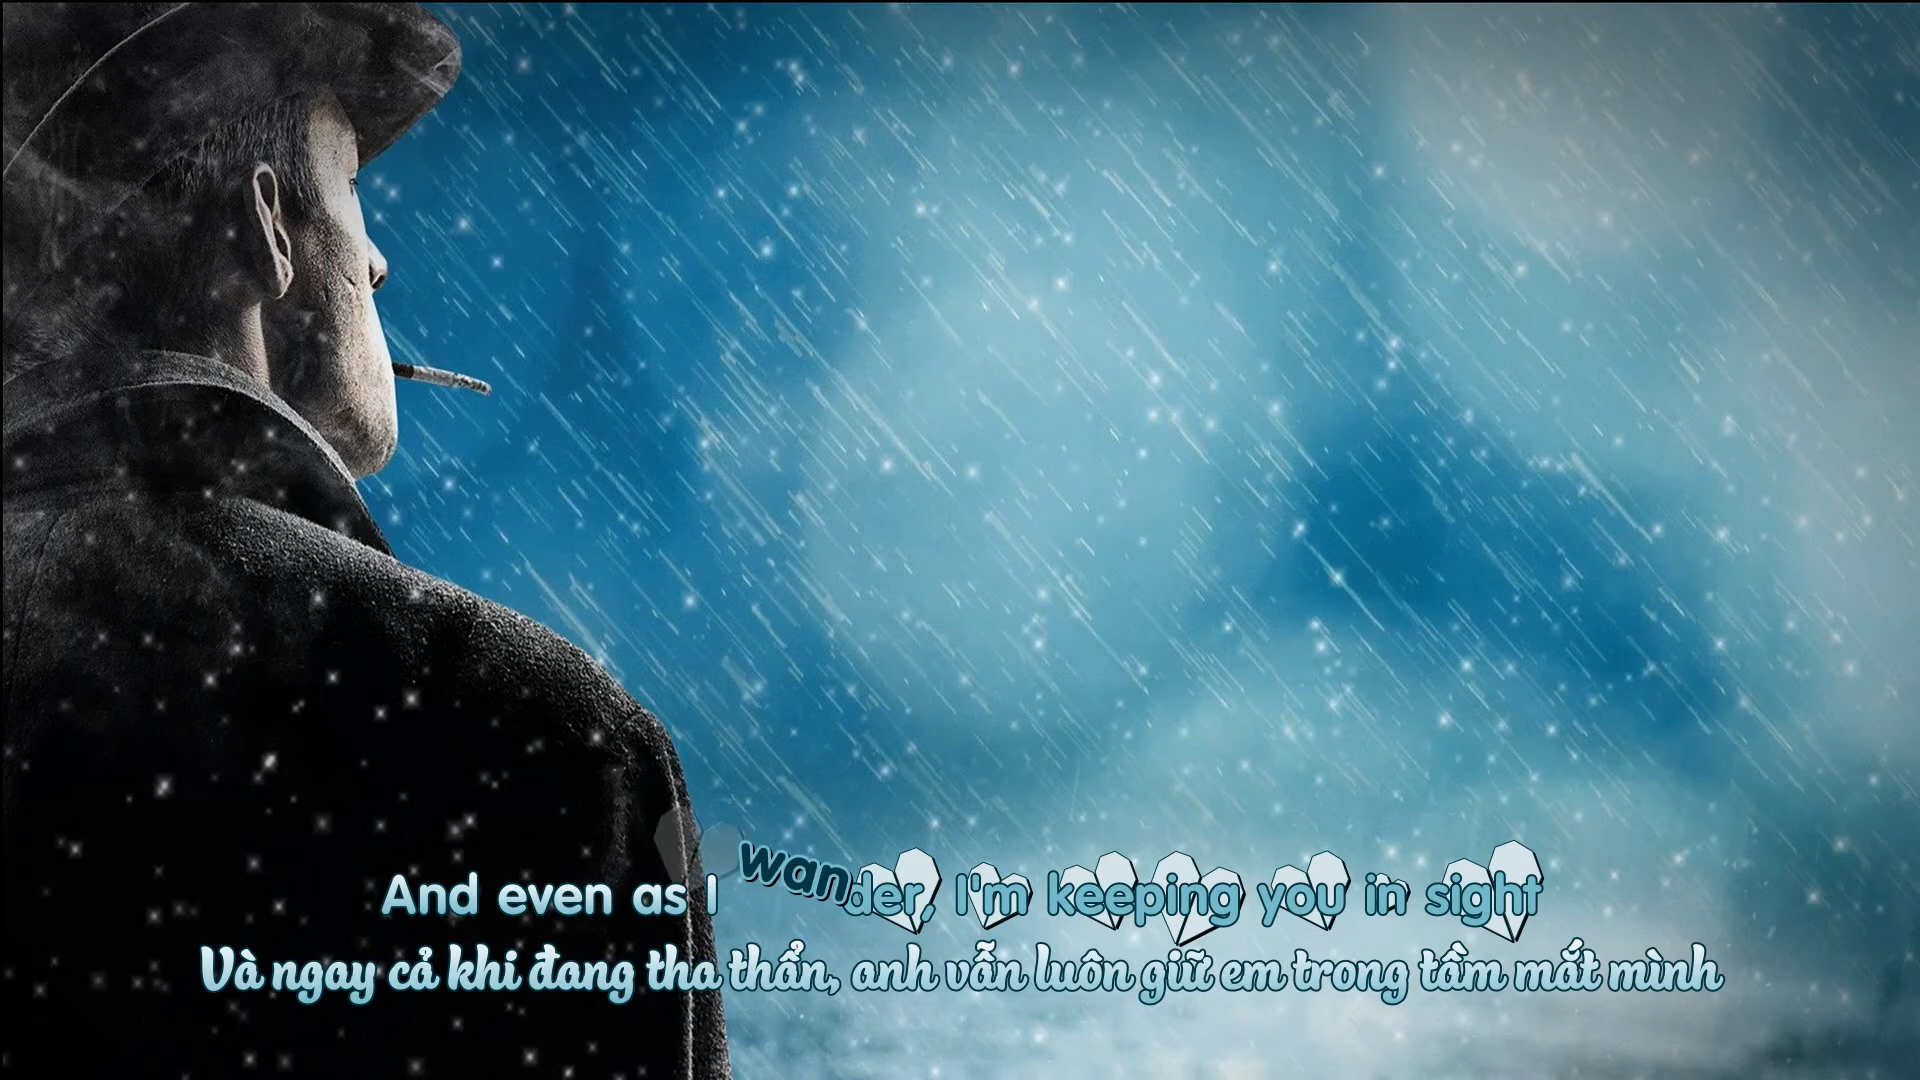 And even as I wander, I'm keeping you in sight
Và ngay cả khi đang tha thẩn, anh vẫn luôn giữ em trong tầm mắt mình